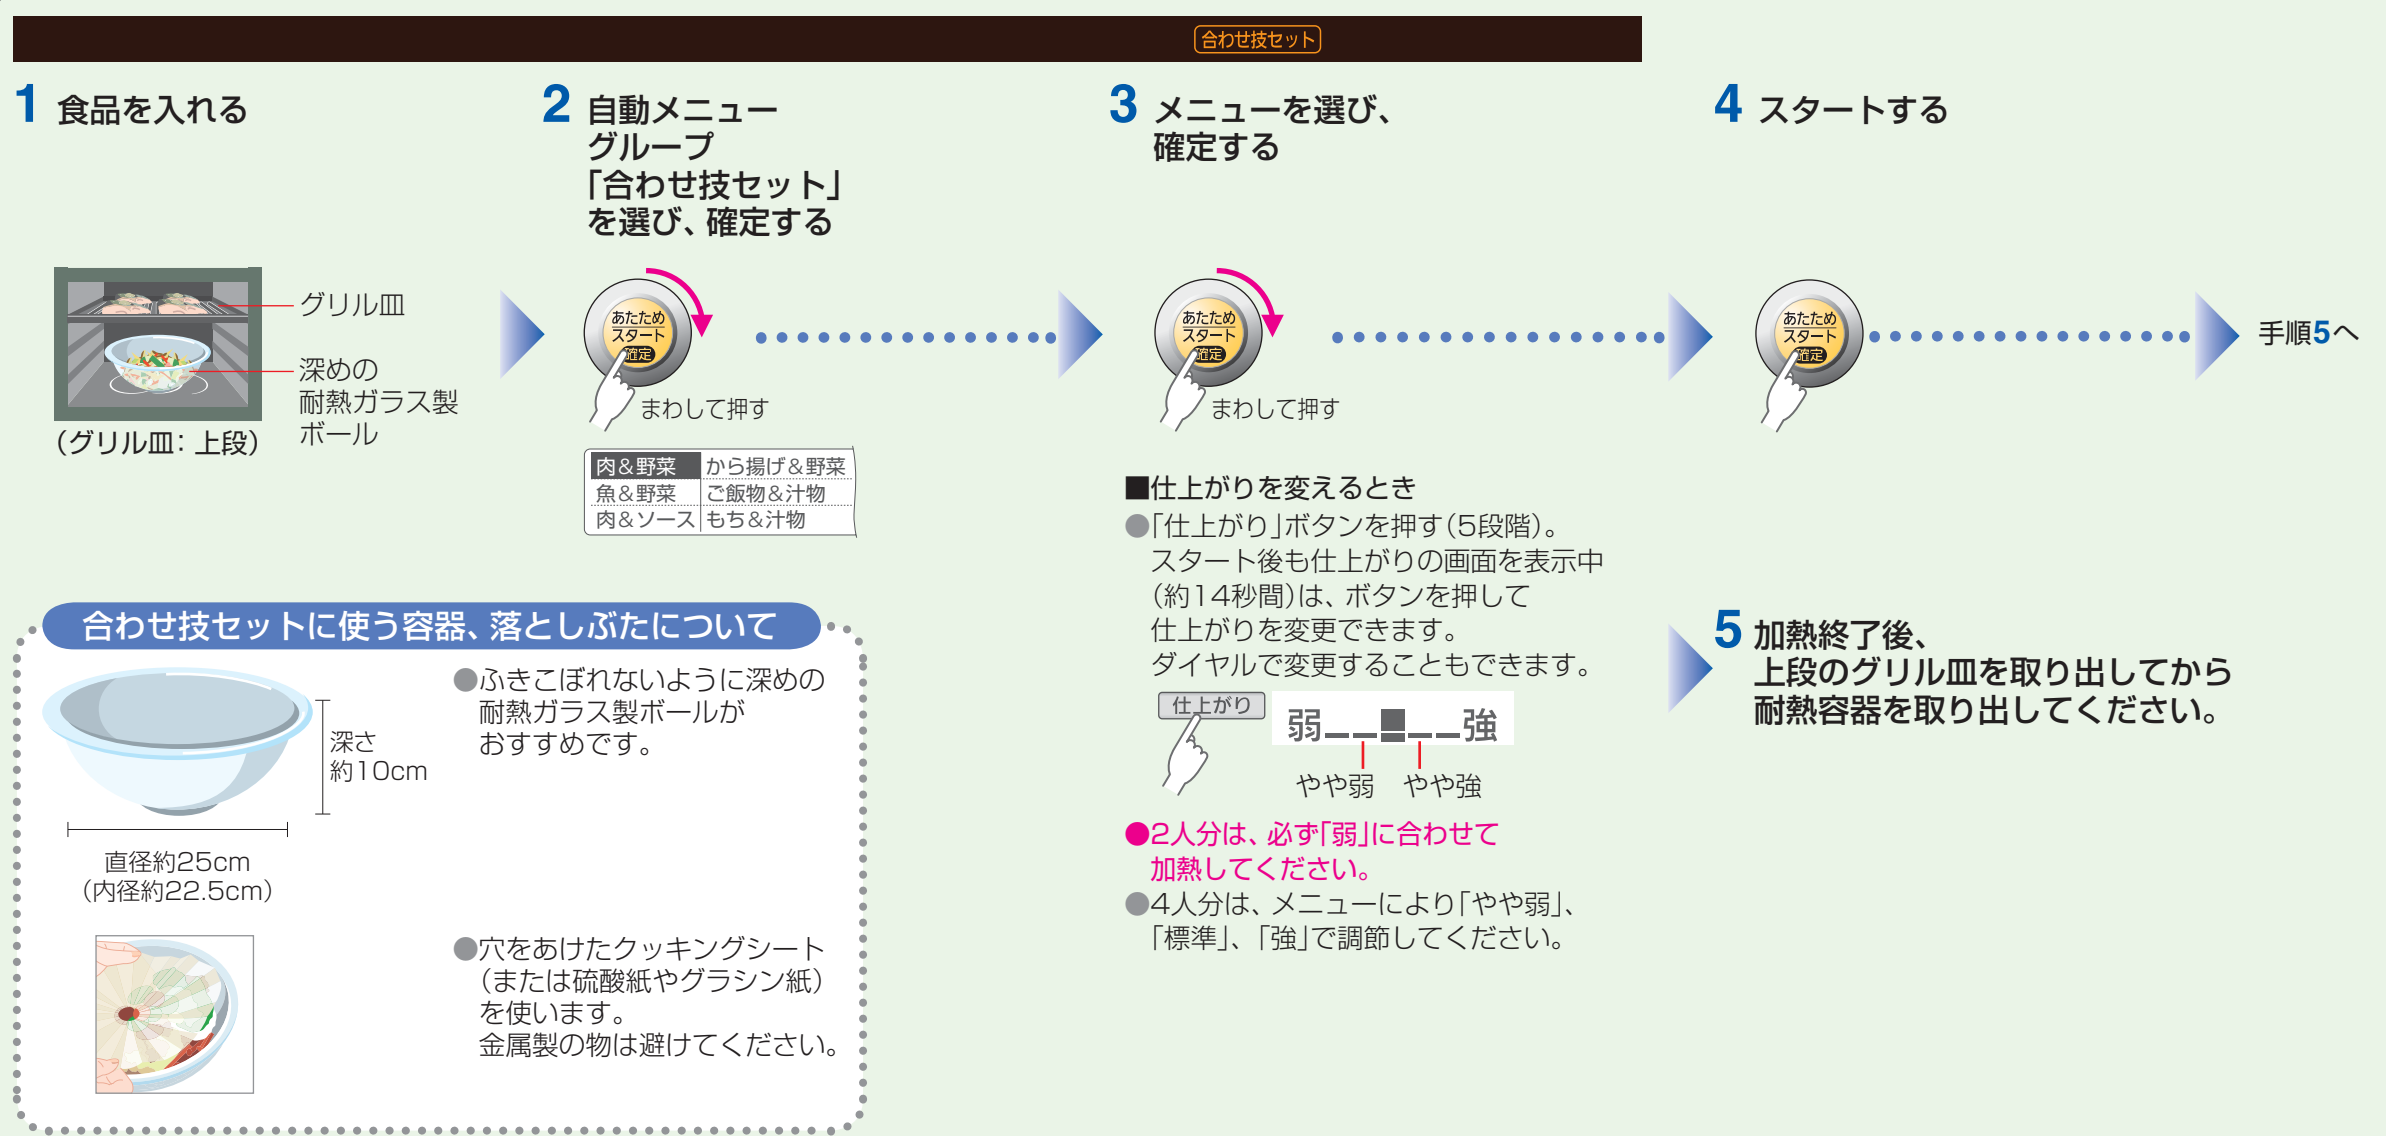 合わせ技セット
1 食品を入れる
グリル皿
深めの
耐熱ガラス製
ボール
（グリル皿：上段）
2 自動メニュー
グループ
「合わせ技セット」
を選び、確定する
あたため
スタート
確定
まわして押す
肉＆野菜 から揚げ＆野菜
魚＆野菜 ご飯物＆汁物
肉＆ソース もち＆汁物
3 メニューを選び、
確定する
あたため
スタート
確定
まわして押す
■仕上がりを変えるとき
●「仕上がり」ボタンを押す（5段階）。
スタート後も仕上がりの画面を表示中
（約14秒間）は、ボタンを押して
仕上がりを変更できます。
ダイヤルで変更することもできます。
仕上がり
弱 強
やや弱 やや強
●2人分は、必ず「弱」に合わせて
加熱してください。
●4人分は、メニューにより「やや弱」、
「標準」、「強」で調節してください。
4 スタートする
あたため
スタート
確定
手順5へ
5 加熱終了後、
上段のグリル皿を取り出してから
耐熱容器を取り出してください。
合わせ技セットに使う容器、落としぶたについて
深さ
約10cm
直径約25cm
（内径約22.5cm）
●ふきこぼれないように深めの
耐熱ガラス製ボールが
おすすめです。
●穴をあけたクッキングシート
（または硫酸紙やグラシン紙）
を使います。
金属製の物は避けてください。